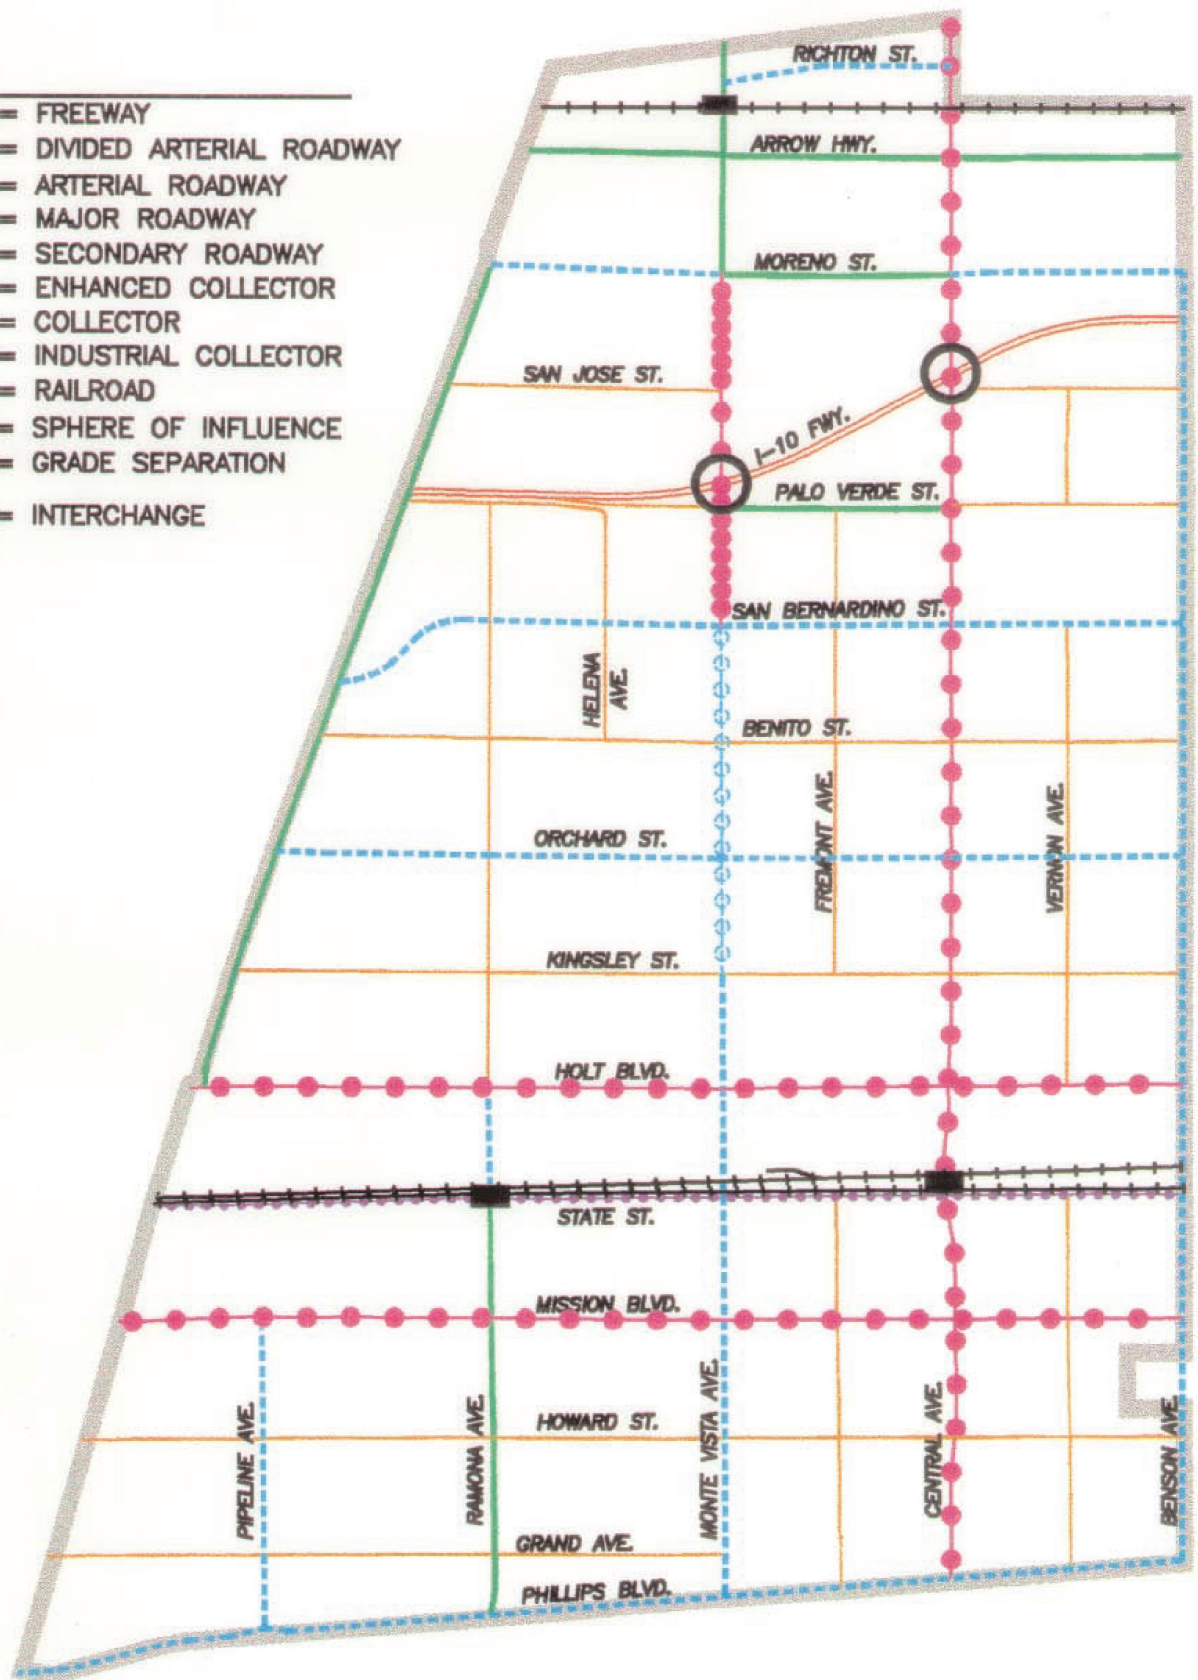 = FREEWAY
= DIVIDED ARTERIAL ROADWAY
= ARTERIAL ROADWAY
= MAJOR ROADWAY
= SECONDARY ROADWAY
= ENHANCED COLLECTOR
= COLLECTOR
= INDUSTRIAL COLLECTOR
= RAILROAD
= SPHERE OF INFLUENCE
= GRADE SEPARATION
= INTERCHANGE
RICHTON ST.
ARROW HWY.
MORENO ST.
SAN JOSE ST.
I-10 FWY.
PALO VERDE ST.
SAN BERNARDINO ST.
HELENA
AVE.
BENITO ST.
FREMONT AVE.
VERNON AVE.
ORCHARD ST.
KINGSLEY ST.
HOLT BLVD.
STATE ST.
MISSION BLVD.
PIPELINE AVE.
RAMONA AVE.
HOWARD ST.
MONTE VISTA AVE.
CENTRAL AVE.
BENSON AVE.
GRAND AVE.
PHILLIPS BLVD.